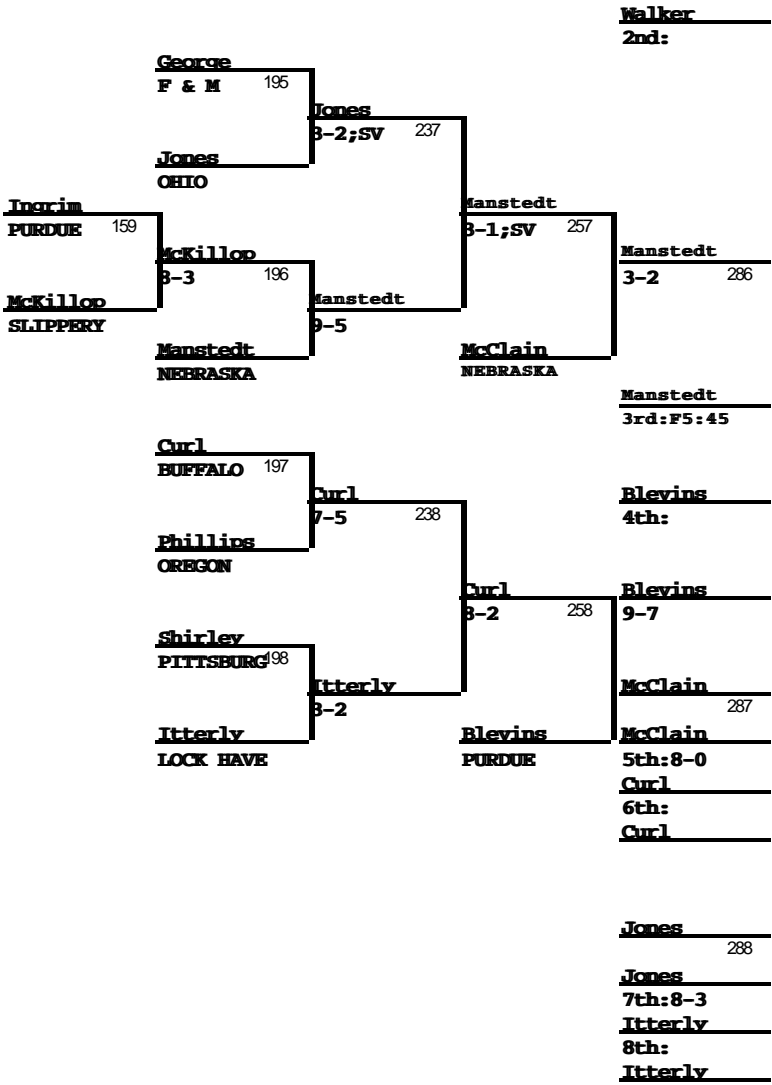 Walker
2nd:
George
F & M 195
Jones
8-2;SV 237
Jones
OHIO
Ingrim
PURDUE 159
Manstedt
8-1;SV 257
McKillop
8-3 196
Manstedt
3-2 286
McKillop
SLIPPERY
Manstedt
9-5
Manstedt
NEBRASKA
McClain
NEBRASKA
Manstedt
3rd:F5:45
Curl
BUFFALO 197
Curl
7-5 238
Blevins
4th:
Phillips
OREGON
Curl
8-2 258
Blevins
9-7
Shirley
PITTSBURG 198
Itterly
8-2
McClain
287
Itterly
LOCK HAVE
Blevins
PURDUE
McClain
5th:8-0
Curl
6th:
Curl
Jones
288
Jones
7th:8-3
Itterly
8th:
Itterly